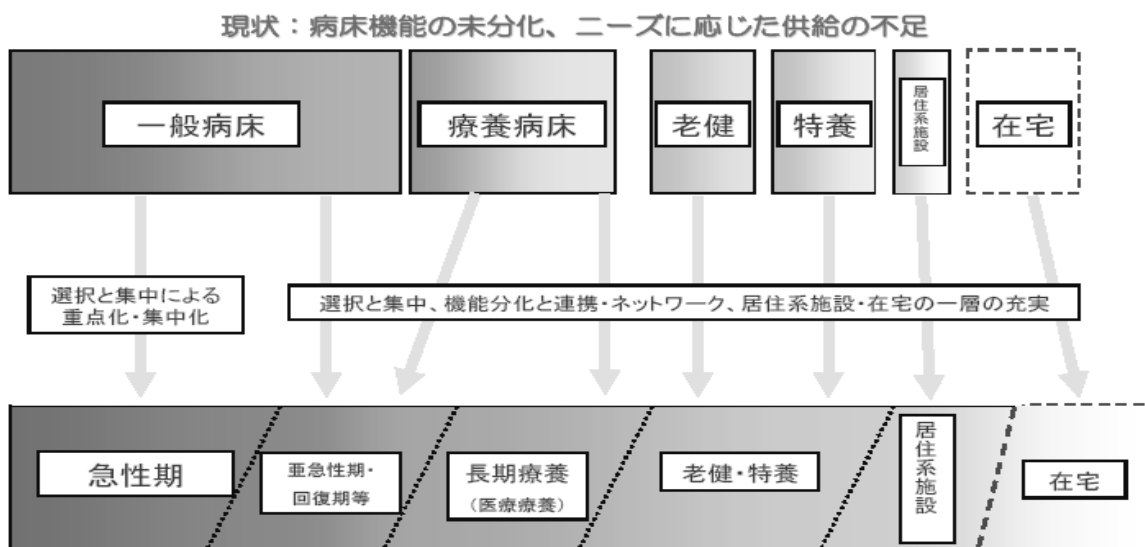 現状：病床機能の未分化、ニーズに応じた供給の不足
一般病床
療養病床
老健
特養
居住系施設
在宅
選択と集中による
重点化・集中化
選択と集中、機能分化と連携・ネットワーク、居住系施設・在宅の一層の充実
急性期
亜急性期・
回復期等
長期療養
（医療療養）
老健・特養
居住系施設
在宅